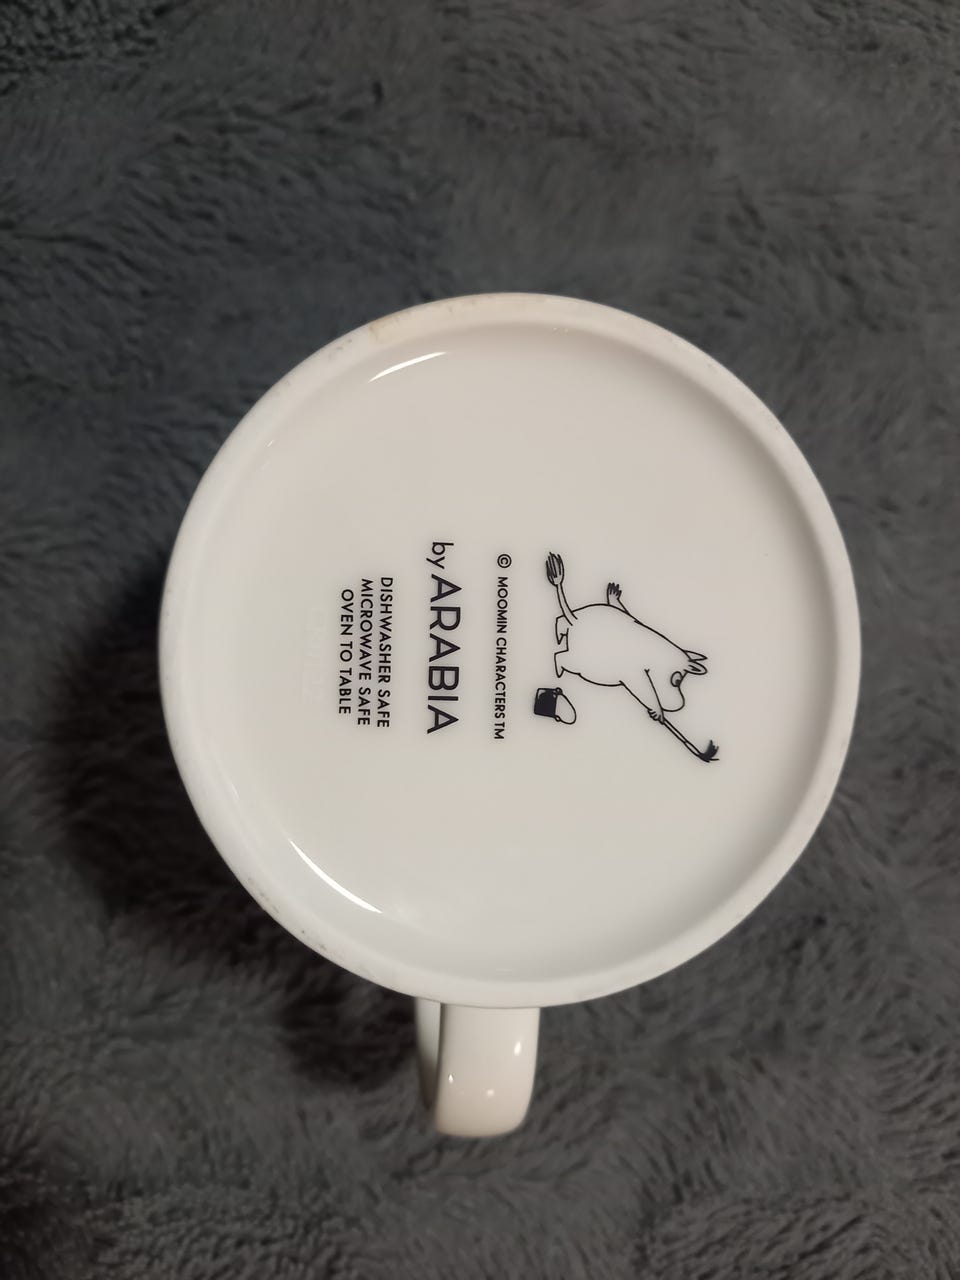 © MOOMIN CHARACTERS TM
by ARABIA
DISHWASHER SAFE
MICROWAVE SAFE
OVEN TO TABLE